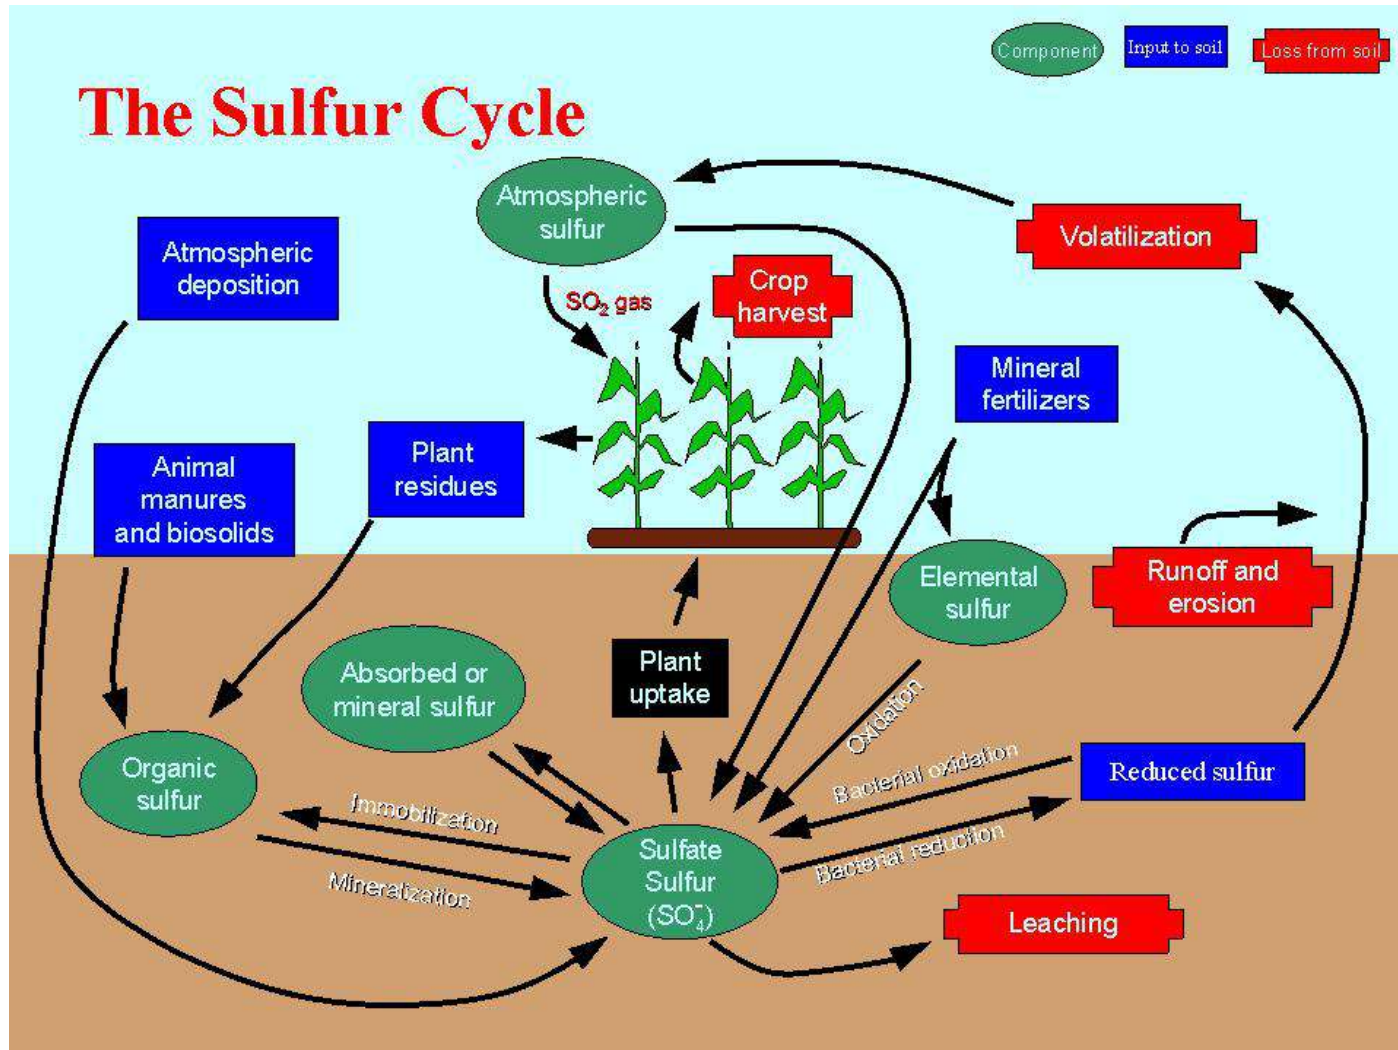 Component
Input to soil
Loss from soil
The Sulfur Cycle
Atmospheric
sulfur
Volatilization
Atmospheric
deposition
SO₂ gas
Crop
harvest
Mineral
fertilizers
Animal
manures
and biosolids
Plant
residues
Elemental
sulfur
Runoff and
erosion
Absorbed or
mineral sulfur
Plant
uptake
Oxidation
Organic
sulfur
Bacterial oxidation
Reduced sulfur
Immobilization
Mineralization
Sulfate
Sulfur
(SO₄⁻)
Bacterial reduction
Leaching